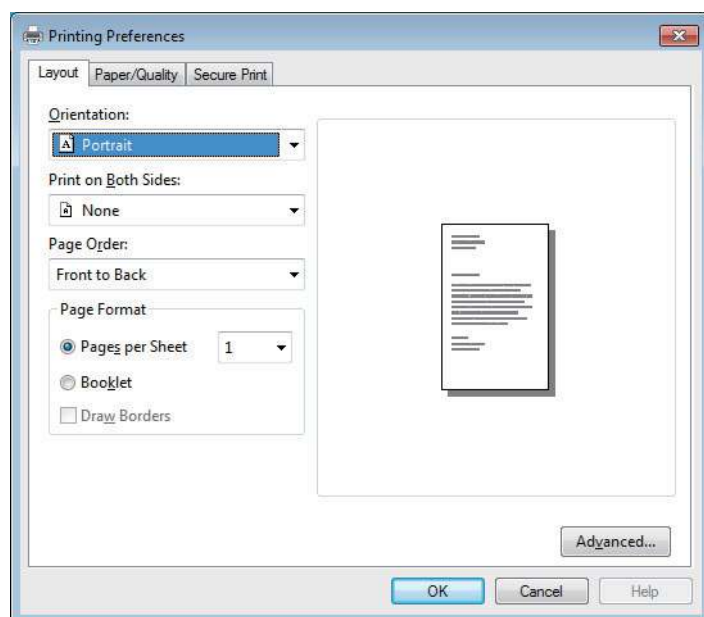 Printing Preferences
Layout Paper/Quality Secure Print
Orientation:
A Portrait
Print on Both Sides:
None
Page Order:
Front to Back
Page Format
Pages per Sheet 1
Booklet
Draw Borders
Advanced...
OK Cancel Help